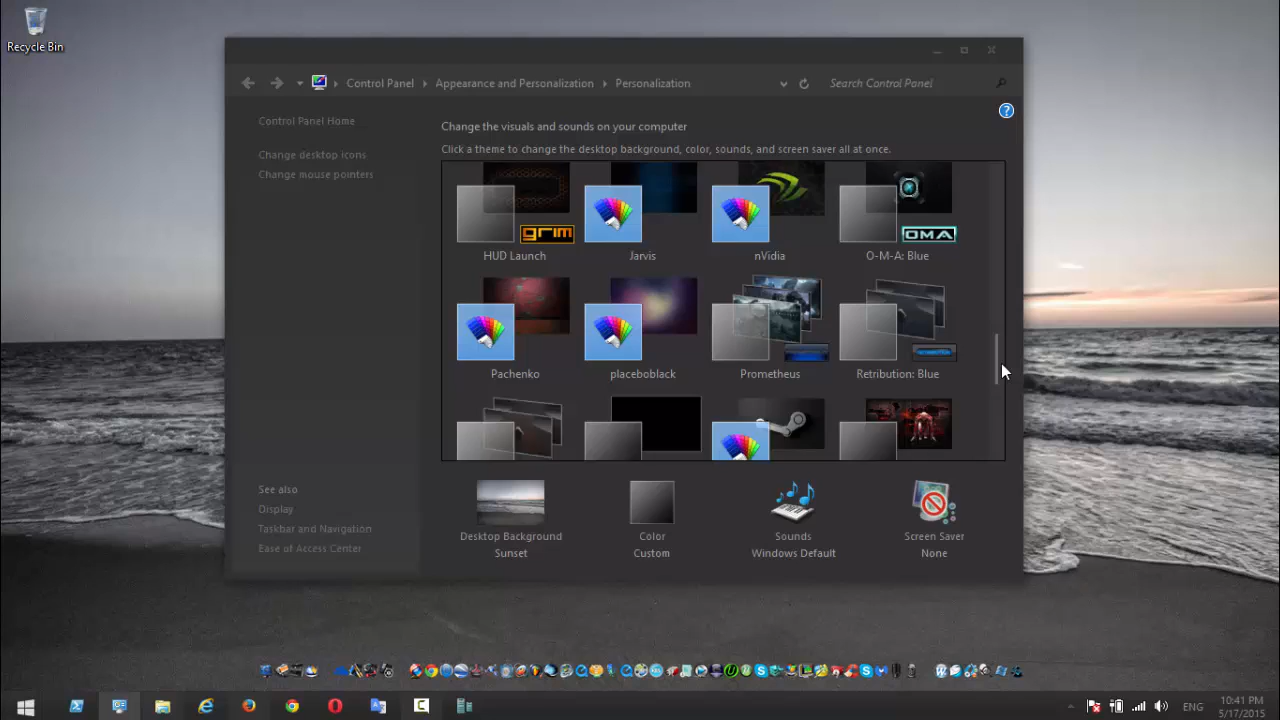 Recycle Bin
Control Panel
Appearance and Personalization
Personalization
Search Control Panel
?
Control Panel Home
Change desktop icons
Change mouse pointers
Change the visuals and sounds on your computer
Click a theme to change the desktop background, color, sounds, and screen saver all at once.
grim
OMA
HUD Launch
Jarvis
nVidia
O-M-A: Blue
Pachenko
placeboblack
Prometheus
Retribution: Blue
See also
Display
Taskbar and Navigation
Ease of Access Center
Desktop Background
Sunset
Color
Custom
Sounds
Windows Default
Screen Saver
None
ENG
10:41 PM
5/17/2015